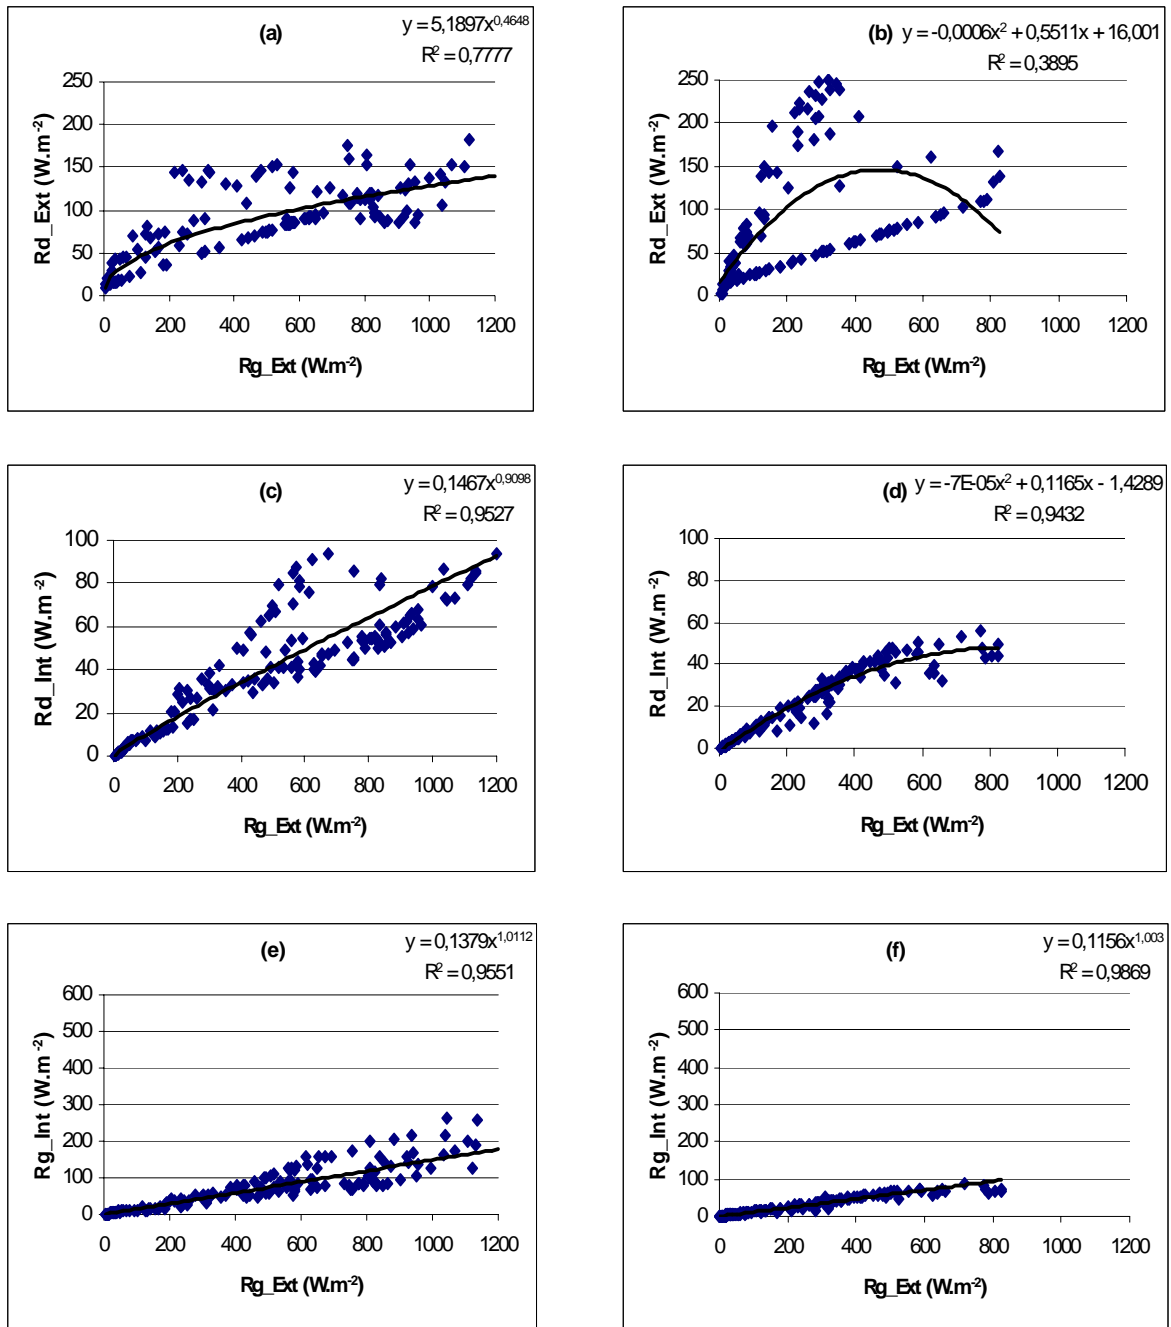 (a)
y = 5,1897x^0,4648
R² = 0,7777
250
200
150
100
50
0
Rd_Ext (W.m⁻²)
0 200 400 600 800 1000 1200
Rg_Ext (W.m⁻²)
(b) y = -0,0006x² + 0,5511x + 16,001
R² = 0,3895
250
200
150
100
50
0
Rd_Ext (W.m⁻²)
0 200 400 600 800 1000 1200
Rg_Ext (W.m⁻²)
(c)
y = 0,1467x^0,9098
R² = 0,9527
100
80
60
40
20
0
Rd_Int (W.m⁻²)
0 200 400 600 800 1000 1200
Rg_Ext (W.m⁻²)
(d) y = -7E-05x² + 0,1165x - 1,4289
R² = 0,9432
100
80
60
40
20
0
Rd_Int (W.m⁻²)
0 200 400 600 800 1000 1200
Rg_Ext (W.m⁻²)
(e)
y = 0,1379x^1,0112
R² = 0,9551
600
500
400
300
200
100
0
Rg_Int (W.m⁻²)
0 200 400 600 800 1000 1200
Rg_Ext (W.m⁻²)
(f)
y = 0,1156x^1,003
R² = 0,9869
600
500
400
300
200
100
0
Rg_Int (W.m⁻²)
0 200 400 600 800 1000 1200
Rg_Ext (W.m⁻²)